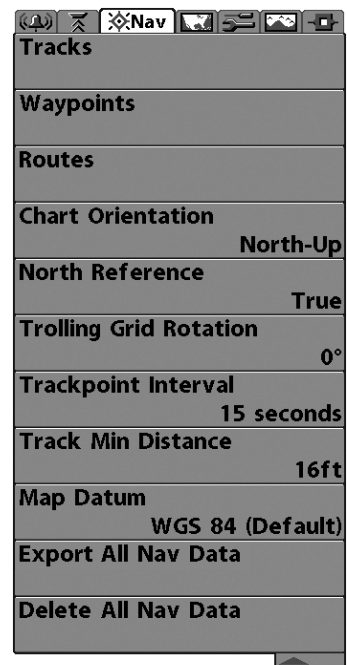 Nav
Tracks
Waypoints
Routes
Chart Orientation
North-Up
North Reference
True
Trolling Grid Rotation
0°
Trackpoint Interval
15 seconds
Track Min Distance
16ft
Map Datum
WGS 84 (Default)
Export All Nav Data
Delete All Nav Data